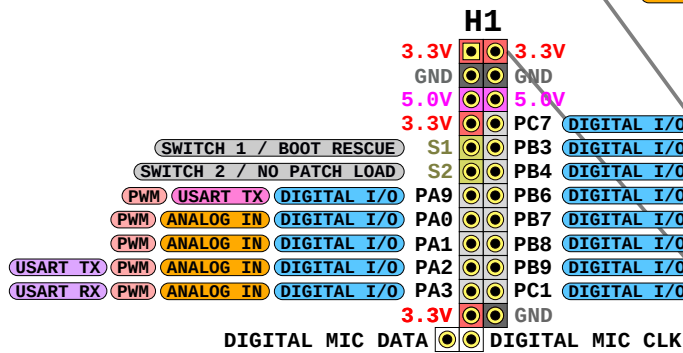 H1
3.3V 3.3V
GND GND
5.0V 5.0V
3.3V PC7 DIGITAL I/O
SWITCH 1 / BOOT RESCUE S1 PB3 DIGITAL I/O
SWITCH 2 / NO PATCH LOAD S2 PB4 DIGITAL I/O
PWM USART TX DIGITAL I/O PA9 PB6 DIGITAL I/O
PWM ANALOG IN DIGITAL I/O PA0 PB7 DIGITAL I/O
PWM ANALOG IN DIGITAL I/O PA1 PB8 DIGITAL I/O
USART TX PWM ANALOG IN DIGITAL I/O PA2 PB9 DIGITAL I/O
USART RX PWM ANALOG IN DIGITAL I/O PA3 PC1 DIGITAL I/O
3.3V GND
DIGITAL MIC DATA DIGITAL MIC CLK